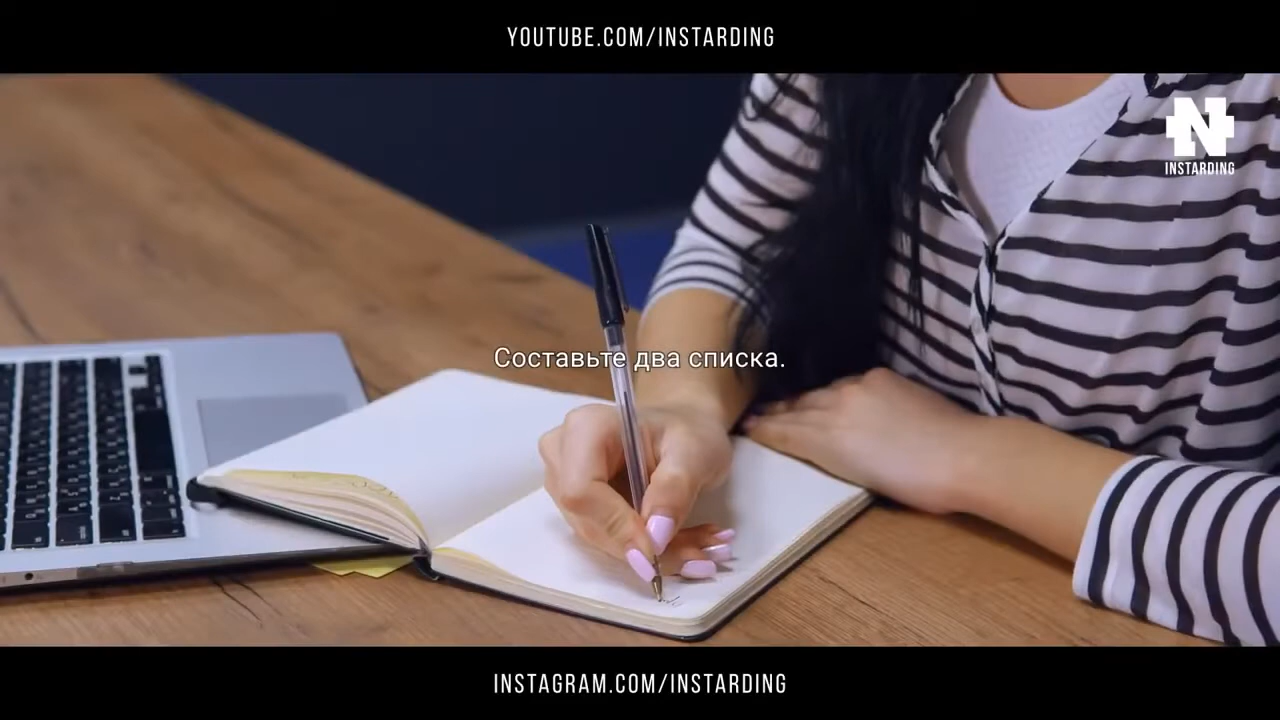 YOUTUBE.COM/INSTARDING
N
INSTARDING
Составьте два списка.
INSTAGRAM.COM/INSTARDING